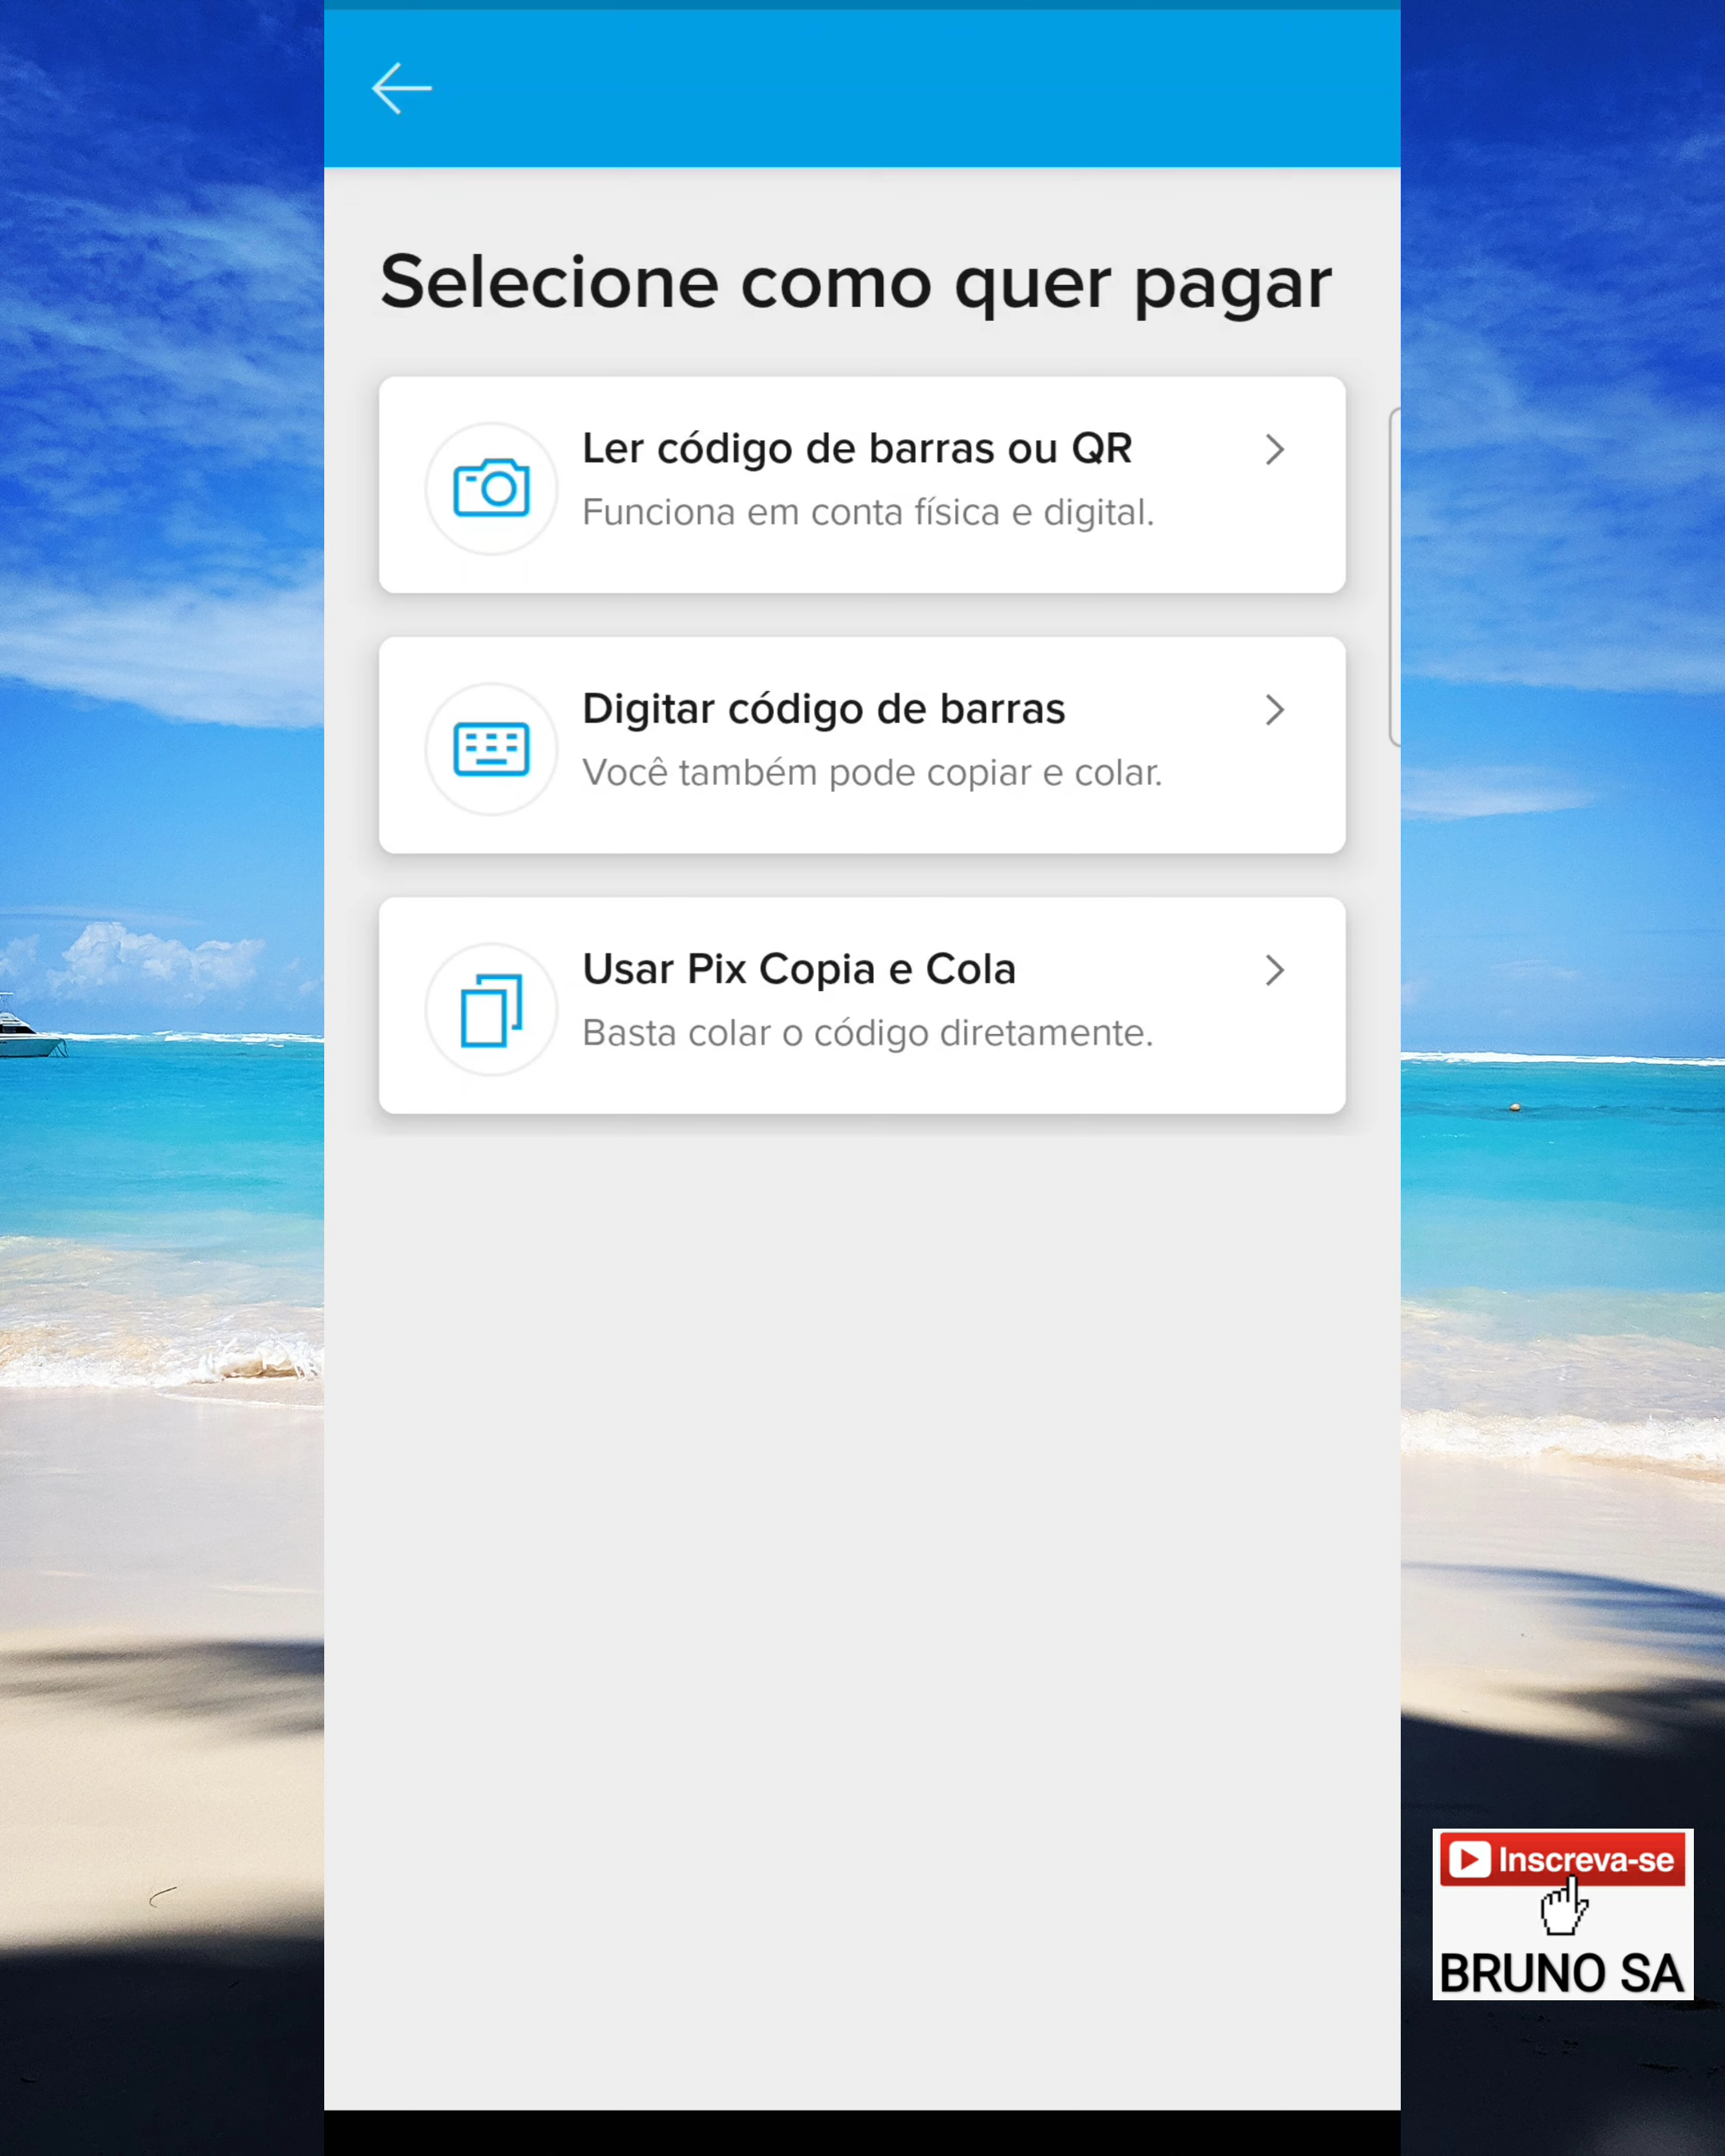 Selecione como quer pagar
Ler código de barras ou QR
Funciona em conta física e digital.
Digitar código de barras
Você também pode copiar e colar.
Usar Pix Copia e Cola
Basta colar o código diretamente.
Inscreva-se
BRUNO SA